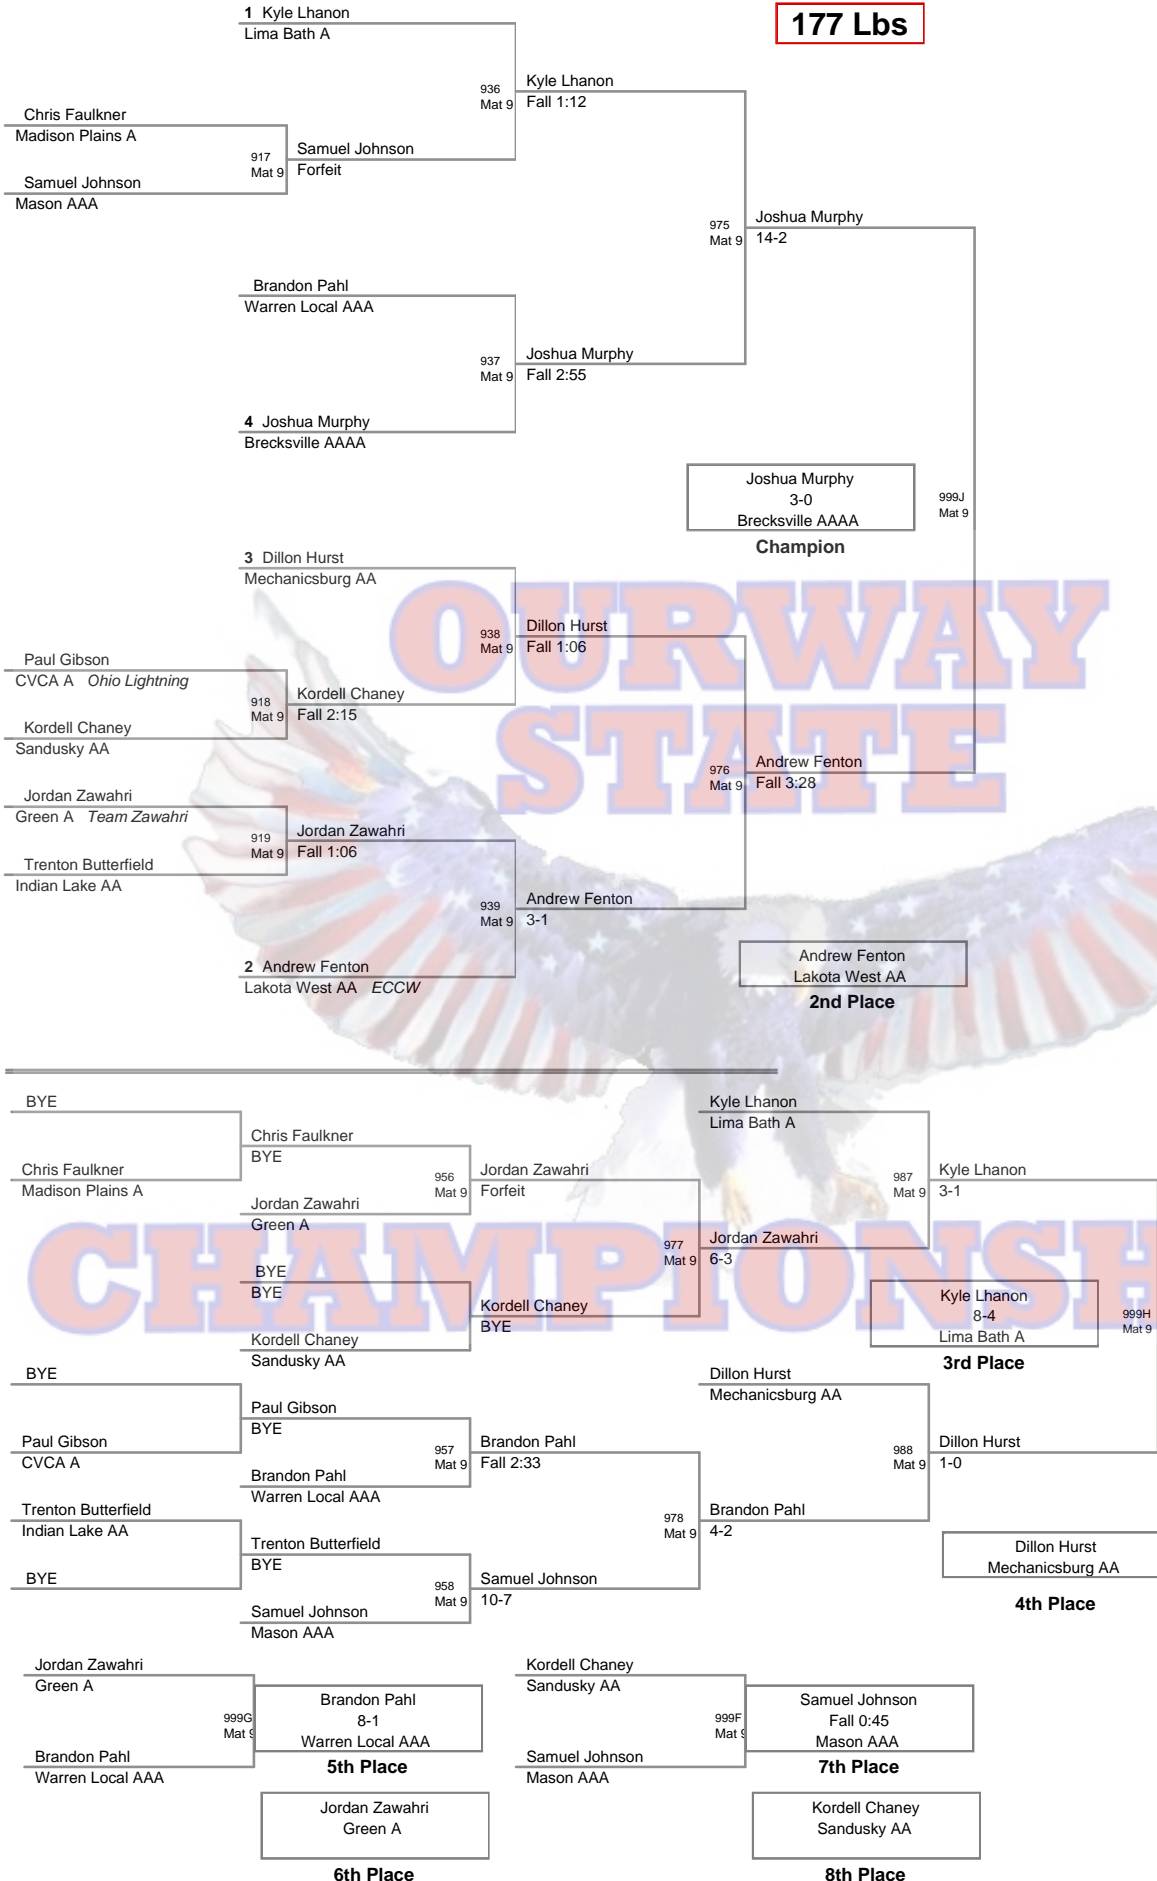 177 Lbs
1 Kyle Lhanon
Lima Bath A
936
Mat 9
Kyle Lhanon
Fall 1:12
Chris Faulkner
Madison Plains A
917
Mat 9
Samuel Johnson
Forfeit
Samuel Johnson
Mason AAA
975
Mat 9
Joshua Murphy
14-2
Brandon Pahl
Warren Local AAA
937
Mat 9
Joshua Murphy
Fall 2:55
4 Joshua Murphy
Brecksville AAAA
Joshua Murphy
3-0
Brecksville AAAA
Champion
999J
Mat 9
3 Dillon Hurst
Mechanicsburg AA
OURWAY
STATE
938
Mat 9
Dillon Hurst
Fall 1:06
Paul Gibson
CVCA A Ohio Lightning
918
Mat 9
Kordell Chaney
Fall 2:15
Kordell Chaney
Sandusky AA
976
Mat 9
Andrew Fenton
Fall 3:28
Jordan Zawahri
Green A Team Zawahri
919
Mat 9
Jordan Zawahri
Fall 1:06
Trenton Butterfield
Indian Lake AA
939
Mat 9
Andrew Fenton
3-1
2 Andrew Fenton
Lakota West AA ECCW
Andrew Fenton
Lakota West AA
2nd Place
BYE
Chris Faulkner
BYE
Chris Faulkner
Madison Plains A
956
Mat 9
Jordan Zawahri
Forfeit
Jordan Zawahri
Green A
Kyle Lhanon
Lima Bath A
987
Mat 9
Kyle Lhanon
3-1
CHAMPIONSH
977
Mat 9
Jordan Zawahri
6-3
BYE
BYE
Kordell Chaney
BYE
Kordell Chaney
Sandusky AA
Kyle Lhanon
8-4
Lima Bath A
3rd Place
999H
Mat 9
BYE
Paul Gibson
BYE
Paul Gibson
CVCA A
957
Mat 9
Brandon Pahl
Fall 2:33
Brandon Pahl
Warren Local AAA
Dillon Hurst
Mechanicsburg AA
988
Mat 9
Dillon Hurst
1-0
978
Mat 9
Brandon Pahl
4-2
Trenton Butterfield
Indian Lake AA
Trenton Butterfield
BYE
BYE
958
Mat 9
Samuel Johnson
10-7
Samuel Johnson
Mason AAA
Dillon Hurst
Mechanicsburg AA
4th Place
Jordan Zawahri
Green A
999G
Mat 9
Brandon Pahl
8-1
Warren Local AAA
5th Place
Brandon Pahl
Warren Local AAA
Jordan Zawahri
Green A
6th Place
Kordell Chaney
Sandusky AA
999F
Mat 9
Samuel Johnson
Fall 0:45
Mason AAA
7th Place
Samuel Johnson
Mason AAA
Kordell Chaney
Sandusky AA
8th Place